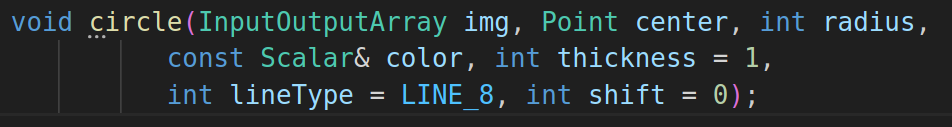 void circle(InputOutputArray img, Point center, int radius,
const Scalar& color, int thickness = 1,
int lineType = LINE_8, int shift = 0);